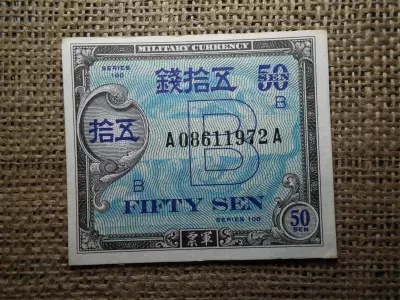 MILITARY CURRENCY
SERIES 100
錢拾五
50
SEN
B
拾五
A08611972A
B
B
FIFTY SEN
SERIES 100
票軍
50
SEN